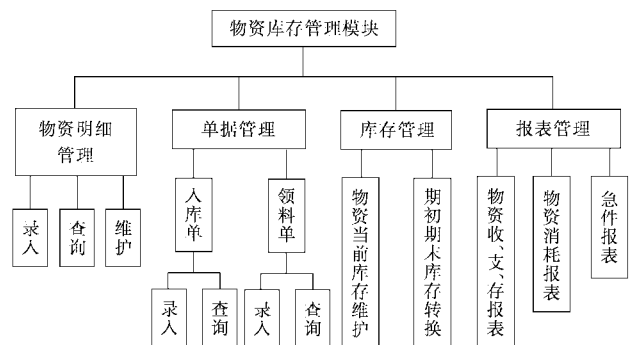 物资库存管理模块
物资明细
管理
单据管理
库存管理
报表管理
录入
查询
维护
入库单
领料单
物资当前库存维护
期初期末库存转换
物资收、支、存报表
物资消耗报表
急件报表
录入
查询
录入
查询